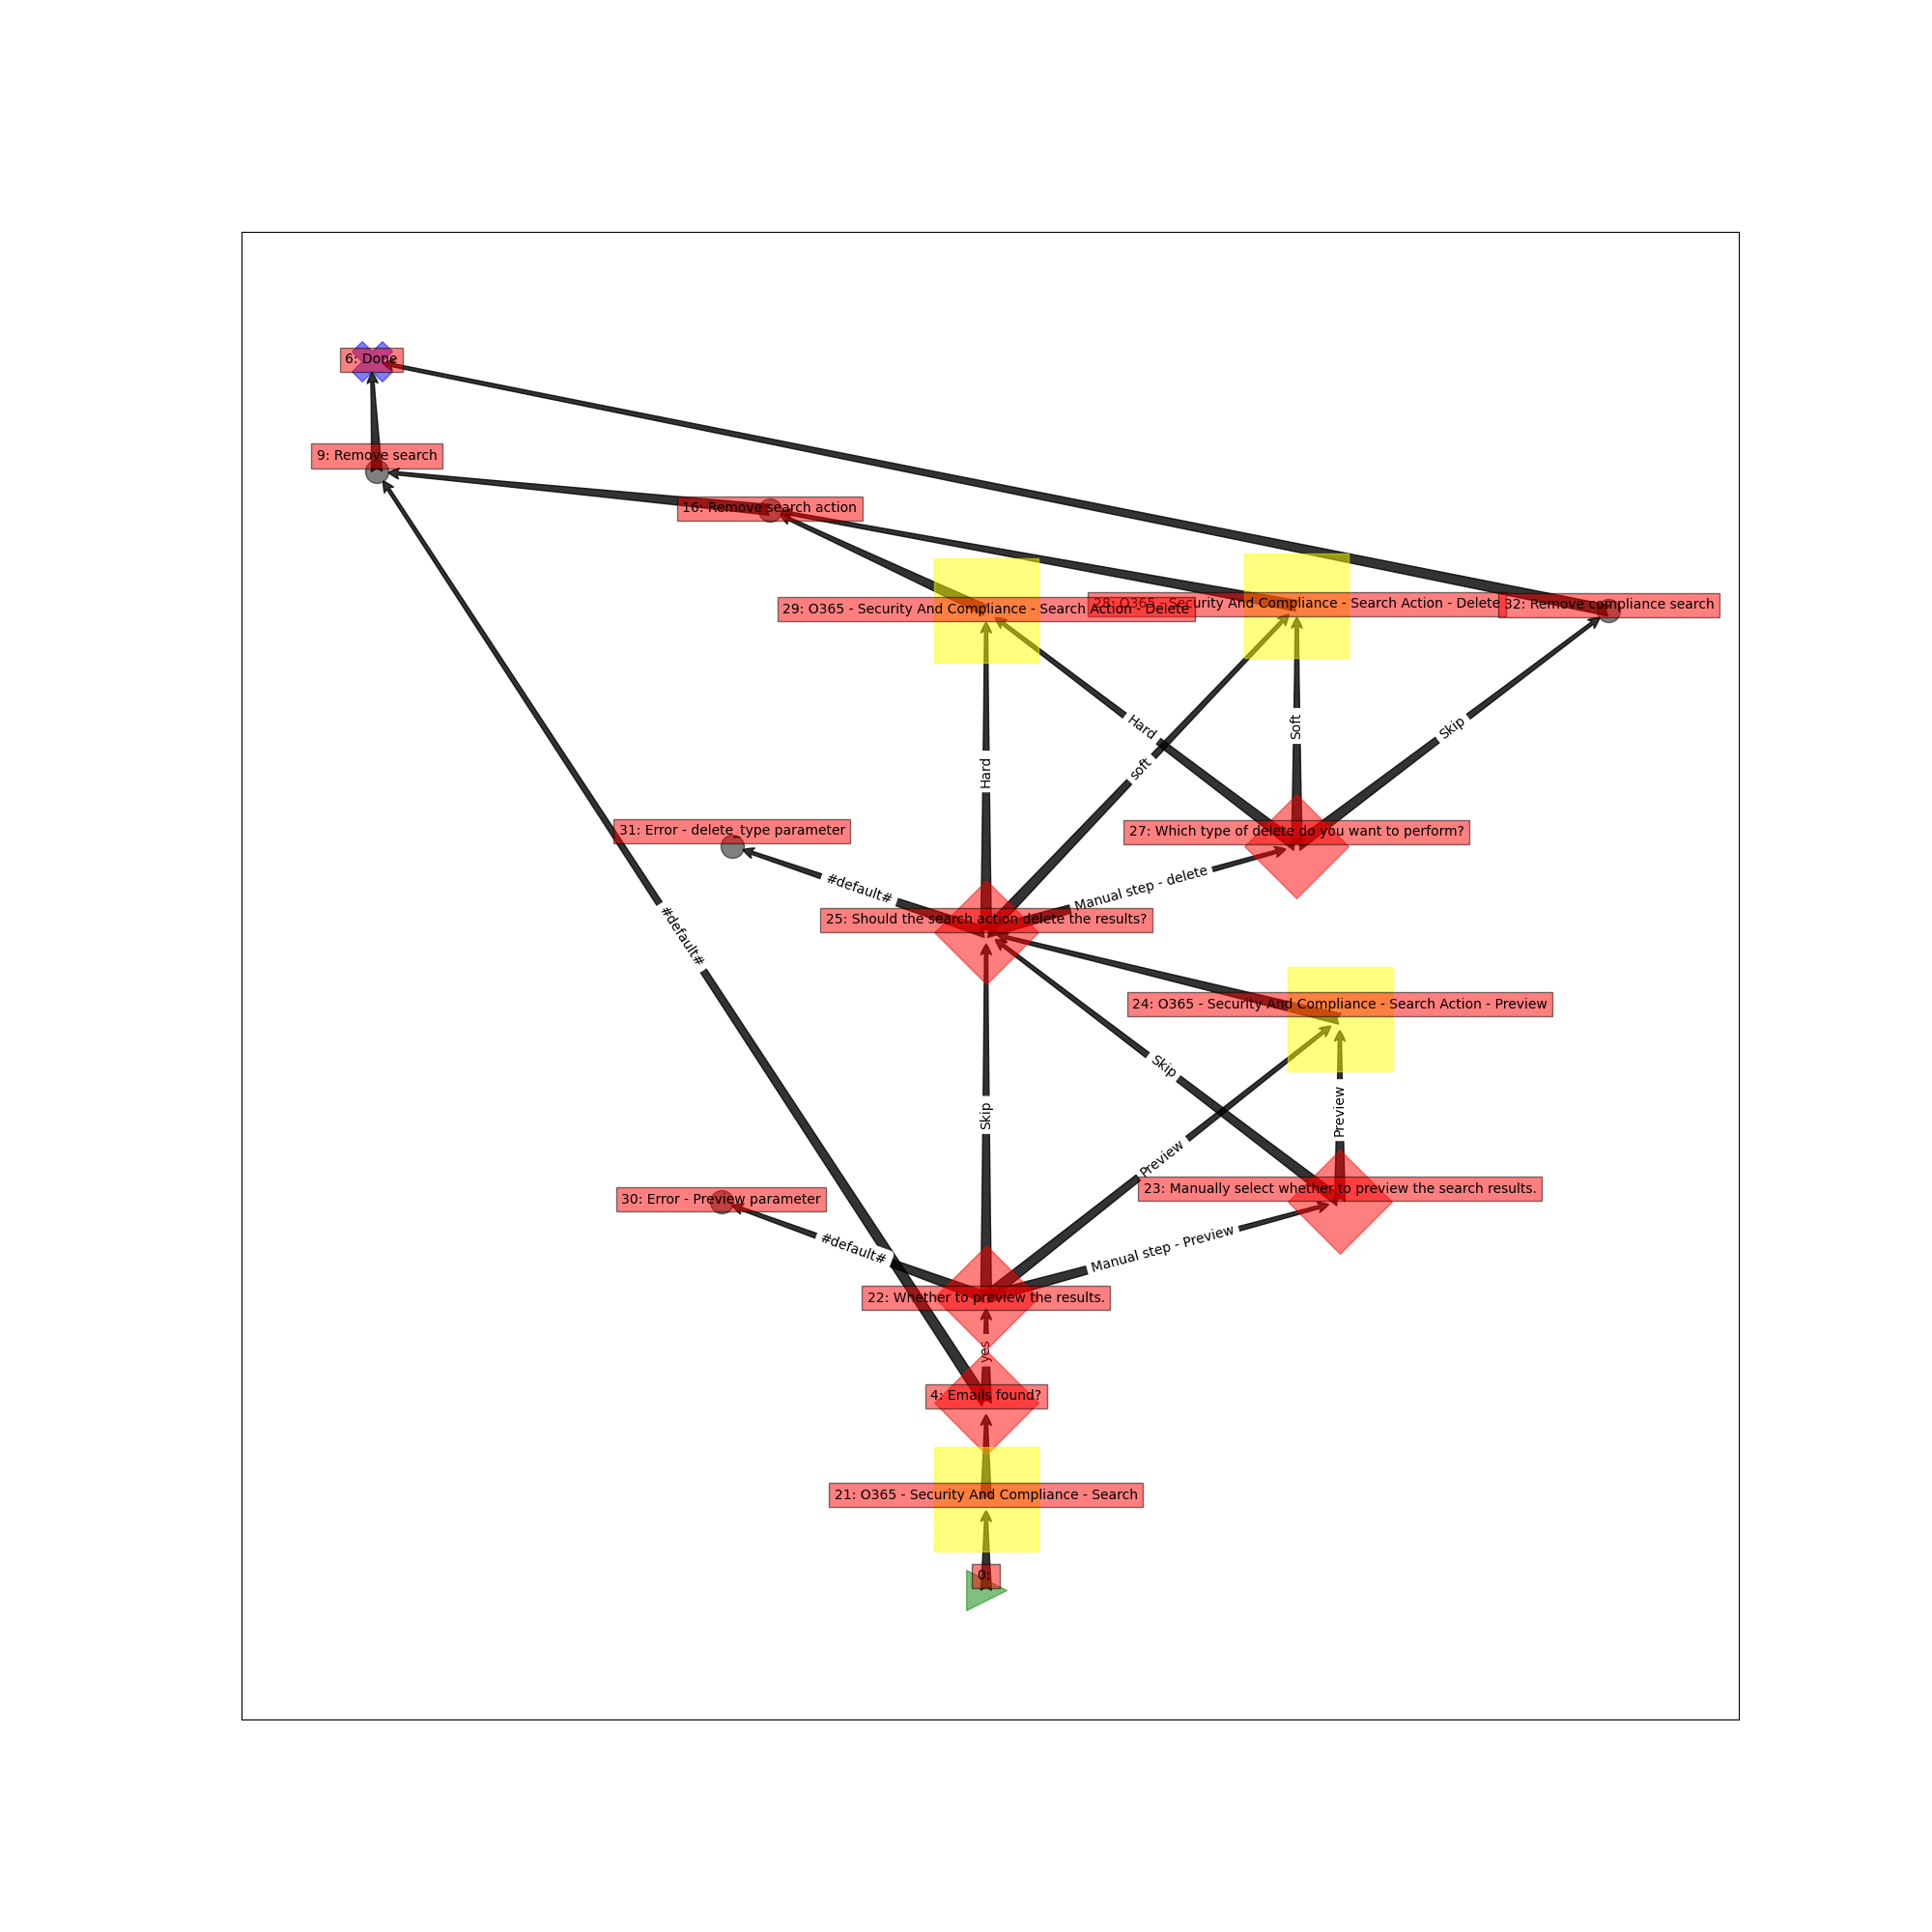 6: Done
9: Remove search
16: Remove search action
29: O365 - Security And Compliance - Search Action - Delete
28: O365 - Security And Compliance - Search Action - Delete
32: Remove compliance search
Hard
Soft
Skip
Hard
soft
31: Error - delete_type parameter
27: Which type of delete do you want to perform?
#default#
Manual step - delete
25: Should the search action delete the results?
#default#
24: O365 - Security And Compliance - Search Action - Preview
Skip
Skip
Preview
Preview
30: Error - Preview parameter
23: Manually select whether to preview the search results.
#default#
Manual step - Preview
22: Whether to preview the results.
yes
4: Emails found?
21: O365 - Security And Compliance - Search
0: